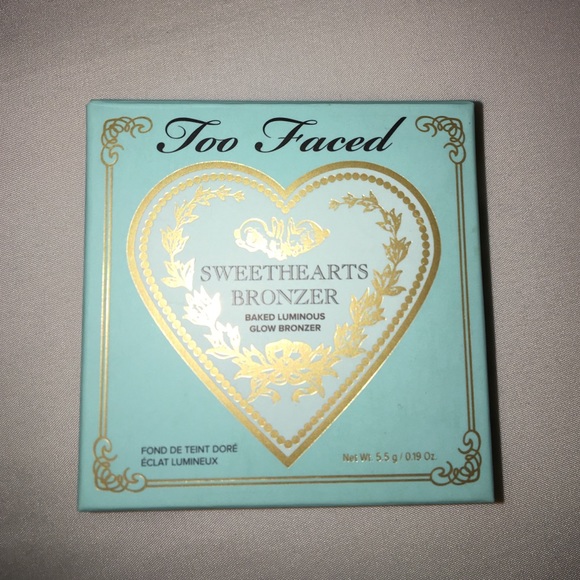 Too Faced
SWEETHEARTS
BRONZER
BAKED LUMINOUS
GLOW BRONZER
FOND DE TEINT DORÉ
ÉCLAT LUMINEUX
Net Wt. 5.5 g / 0.19 Oz.